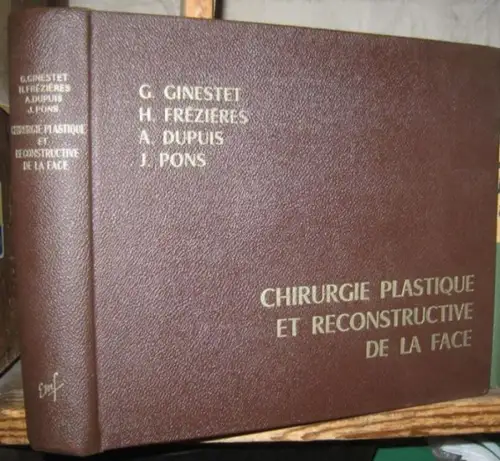 G. GINESTET
H. FRÉZIÈRES
A. DUPUIS
J. PONS
CHIRURGIE PLASTIQUE
ET
RECONSTRUCTIVE
DE LA FACE
Emf
G. GINESTET
H. FRÉZIÈRES
A. DUPUIS
J. PONS
CHIRURGIE PLASTIQUE
ET RECONSTRUCTIVE
DE LA FACE